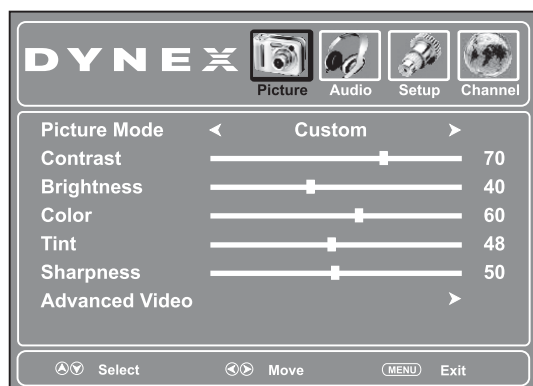 DYNEX
Picture Audio Setup Channel
Picture Mode Custom
Contrast 70
Brightness 40
Color 60
Tint 48
Sharpness 50
Advanced Video
Select Move MENU Exit